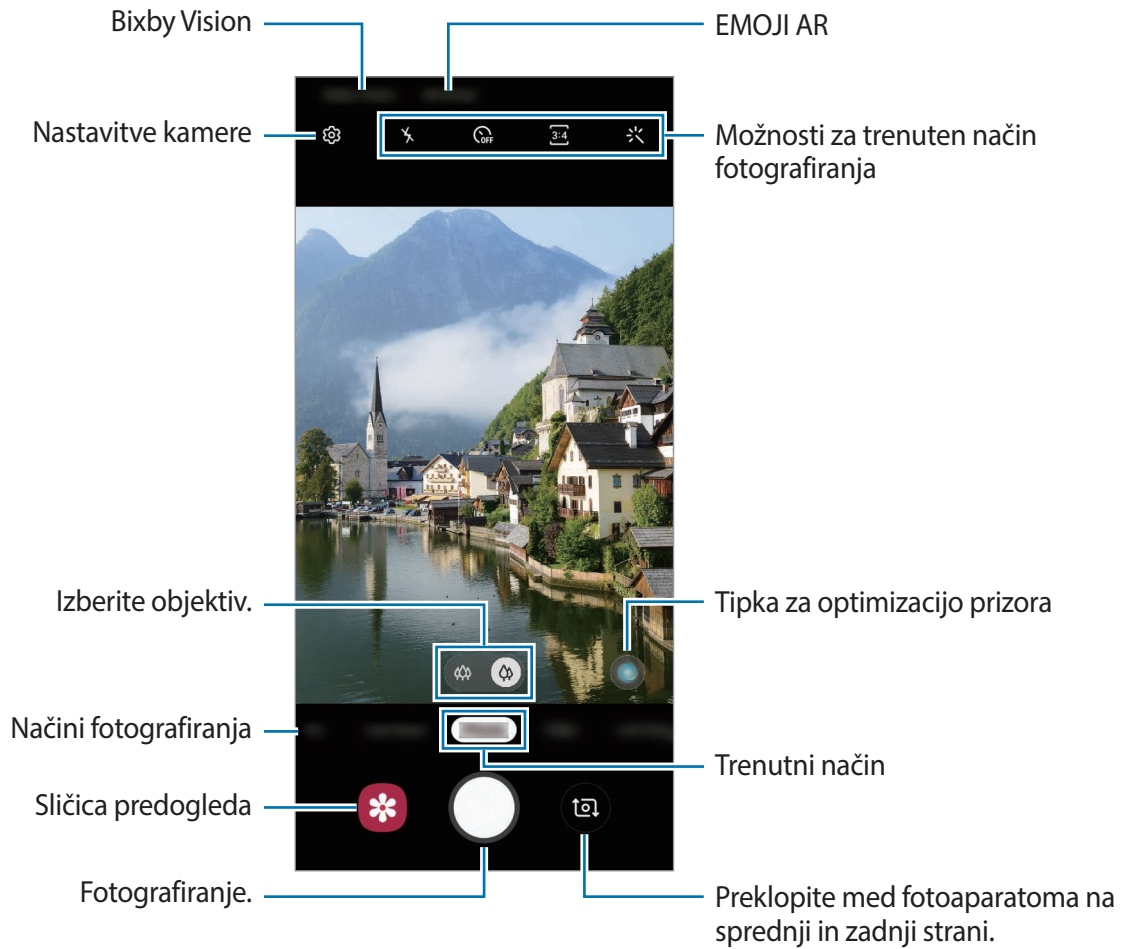 Bixby Vision
EMOJI AR
Nastavitve kamere
OFF
3:4
Možnosti za trenuten način
fotografiranja
Izberite objektiv.
Tipka za optimizacijo prizora
Načini fotografiranja
Trenutni način
Sličica predogleda
Fotografiranje.
Preklopite med fotoaparatoma na
sprednji in zadnji strani.